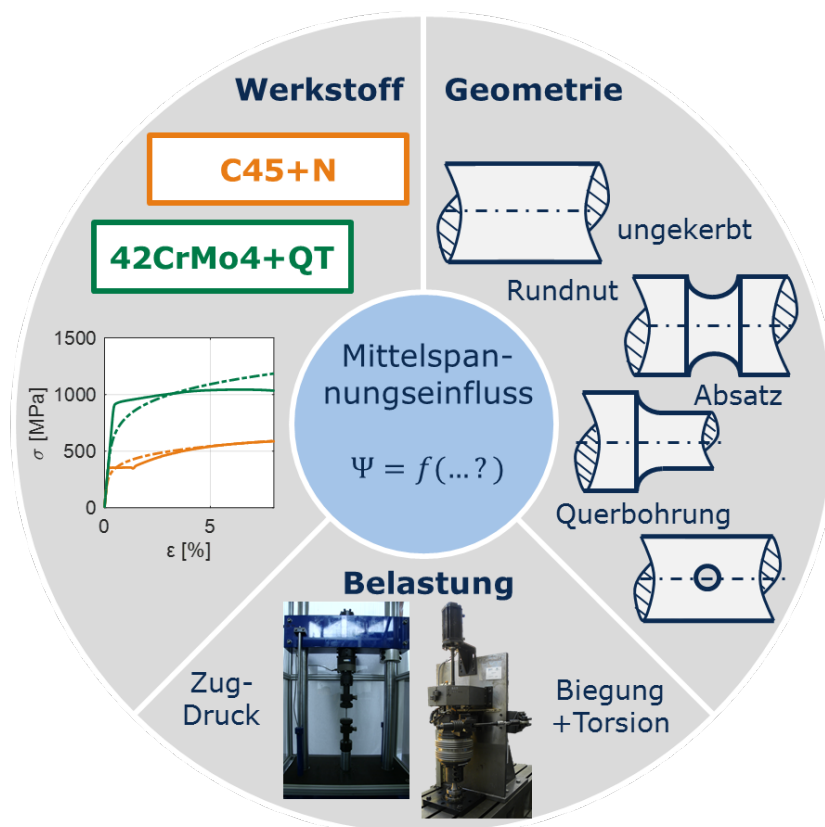 Werkstoff
C45+N
42CrMo4+QT
1500
1000
500
0
σ [MPa]
0
5
ε [%]
Geometrie
ungekerbt
Rundnut
Absatz
Querbohrung
Mittelspan-
nungseinfluss
Ψ = f(...?)
Belastung
Zug-
Druck
Biegung
+Torsion